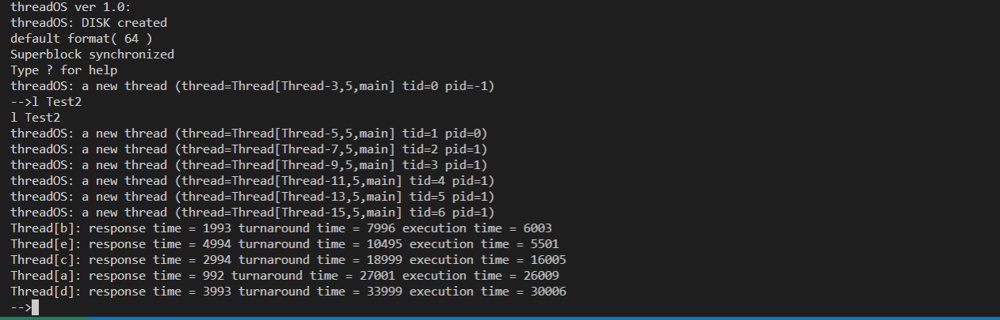 threadOS ver 1.0:
threadOS: DISK created
default format( 64 )
Superblock synchronized
Type ? for help
threadOS: a new thread (thread=Thread[Thread-3,5,main] tid=0 pid=-1)
-->l Test2
l Test2
threadOS: a new thread (thread=Thread[Thread-5,5,main] tid=1 pid=0)
threadOS: a new thread (thread=Thread[Thread-7,5,main] tid=2 pid=1)
threadOS: a new thread (thread=Thread[Thread-9,5,main] tid=3 pid=1)
threadOS: a new thread (thread=Thread[Thread-11,5,main] tid=4 pid=1)
threadOS: a new thread (thread=Thread[Thread-13,5,main] tid=5 pid=1)
threadOS: a new thread (thread=Thread[Thread-15,5,main] tid=6 pid=1)
Thread[b]: response time = 1993 turnaround time = 7996 execution time = 6003
Thread[e]: response time = 4994 turnaround time = 10495 execution time = 5501
Thread[c]: response time = 2994 turnaround time = 18999 execution time = 16005
Thread[a]: response time = 992 turnaround time = 27001 execution time = 26009
Thread[d]: response time = 3993 turnaround time = 33999 execution time = 30006
-->